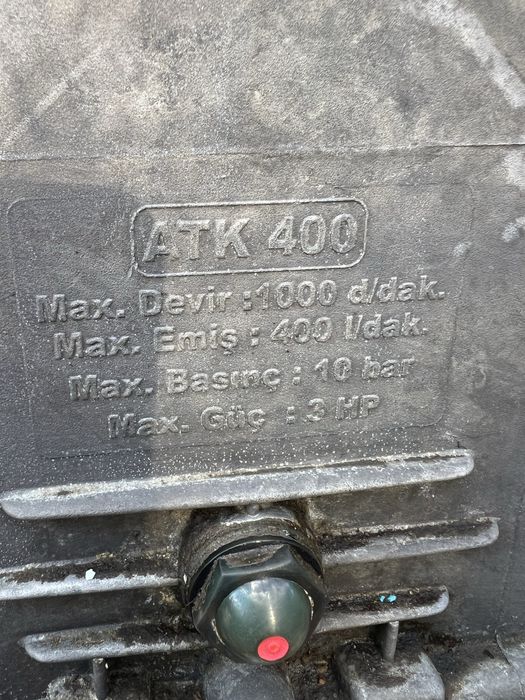 ATK 400
Max. Devir :1000 d/dak.
Max. Emiş : 400 l/dak.
Max. Basınç : 10 bar
Max. Güç : 3 HP